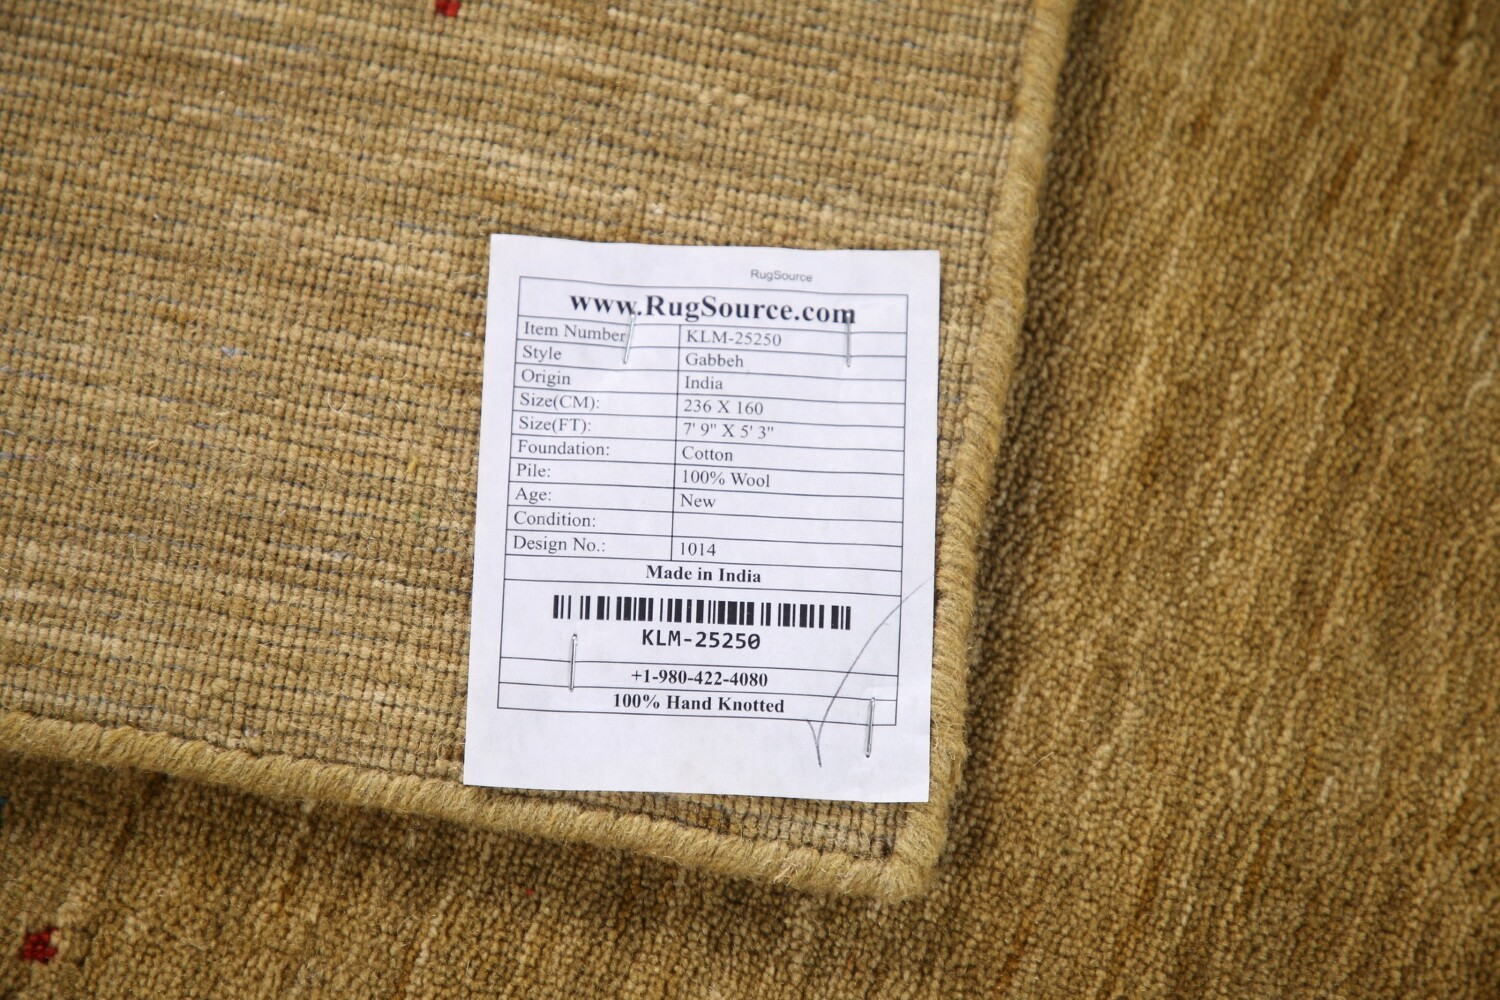 RugSource
www.RugSource.com
Item Number KLM-25250
Style Gabbeh
Origin India
Size(CM): 236 X 160
Size(FT): 7' 9" X 5' 3"
Foundation: Cotton
Pile: 100% Wool
Age: New
Condition:
Design No.: 1014
Made in India
KLM-25250
+1-980-422-4080
100% Hand Knotted